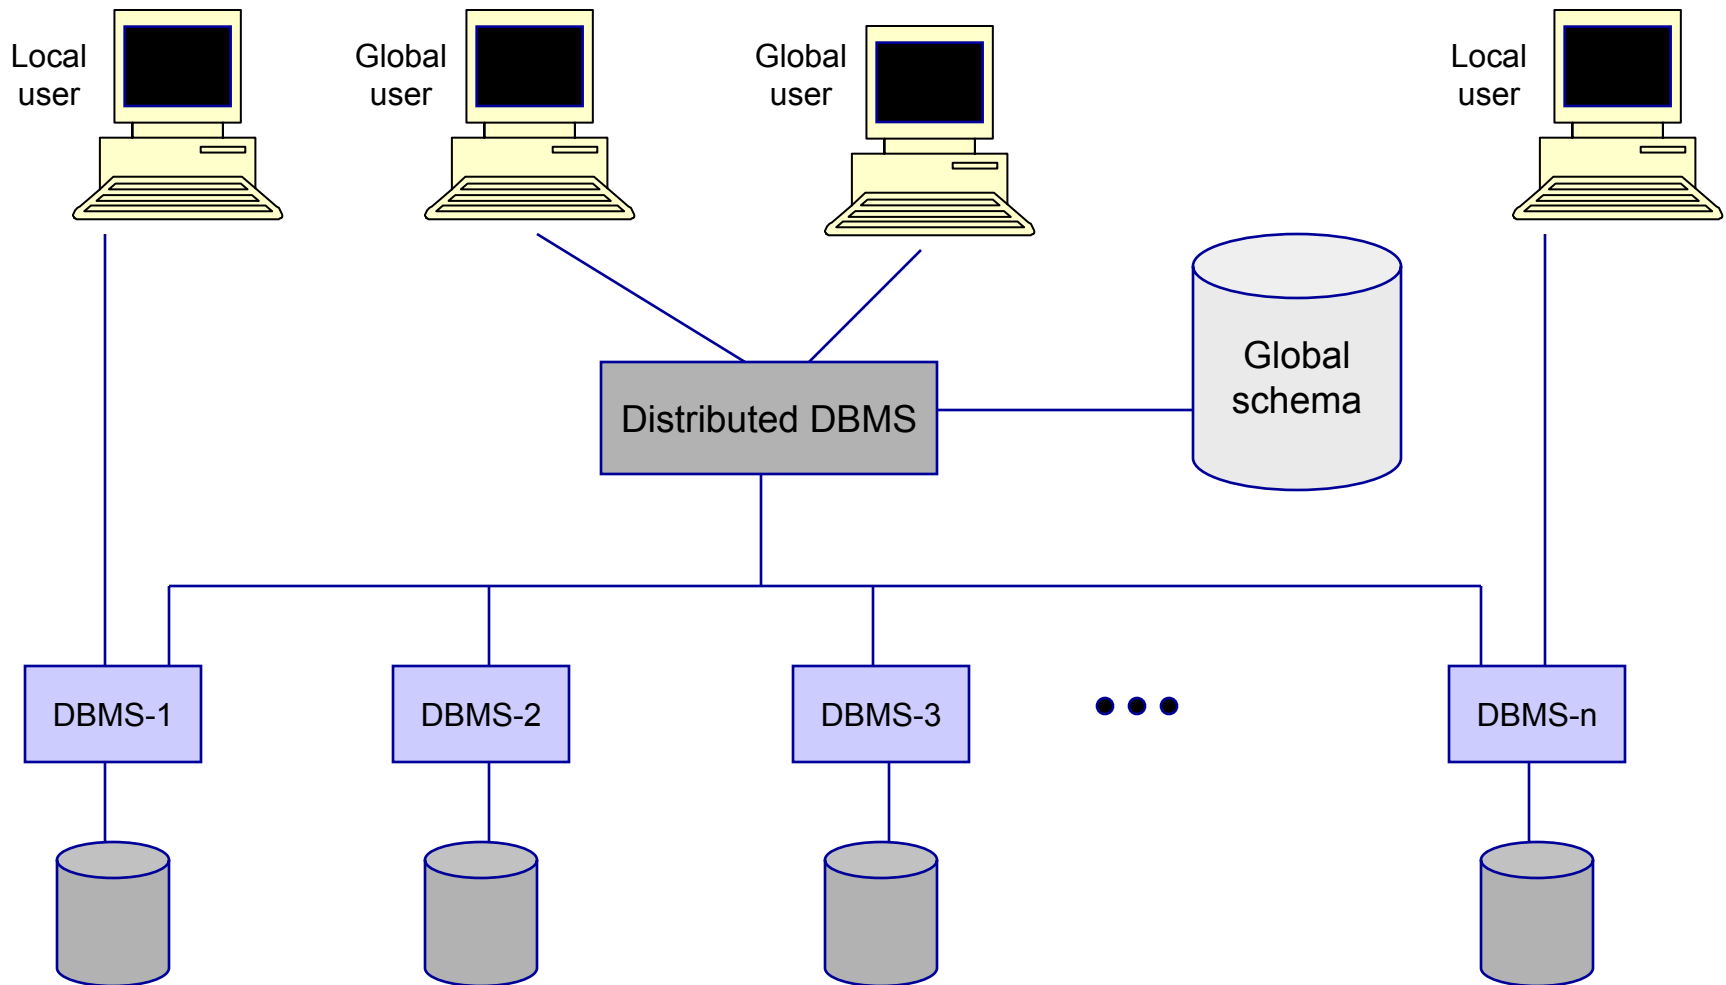 Local
user
Global
user
Global
user
Local
user
Global
schema
Distributed DBMS
DBMS-1
DBMS-2
DBMS-3
DBMS-n